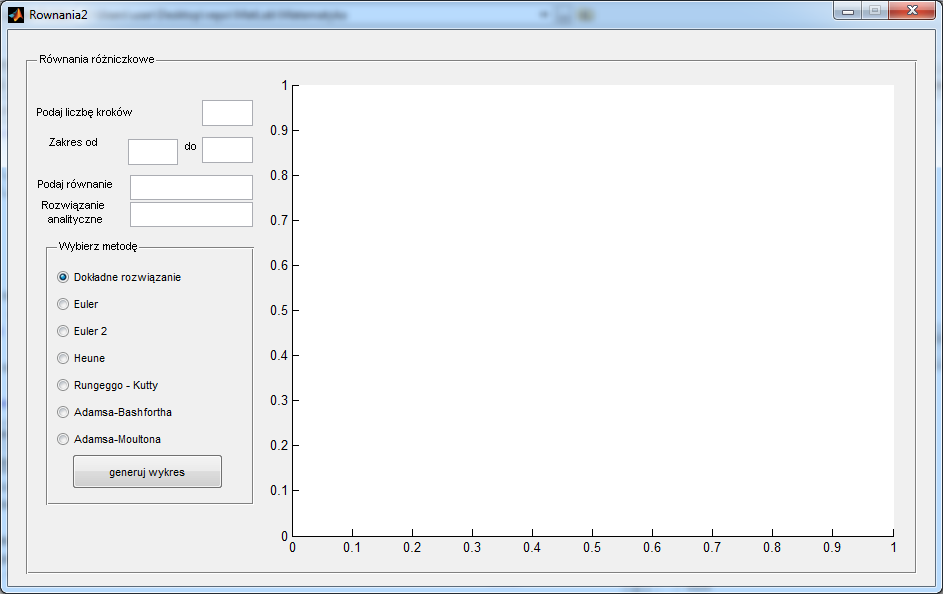 Rownania2
Równania różniczkowe
Podaj liczbę kroków
Zakres od
do
Podaj równanie
Rozwiązanie
analityczne
Wybierz metodę
Dokładne rozwiązanie
Euler
Euler 2
Heune
Rungeggo - Kutty
Adamsa-Bashfortha
Adamsa-Moultona
generuj wykres
1
0.9
0.8
0.7
0.6
0.5
0.4
0.3
0.2
0.1
0
0 0.1 0.2 0.3 0.4 0.5 0.6 0.7 0.8 0.9 1